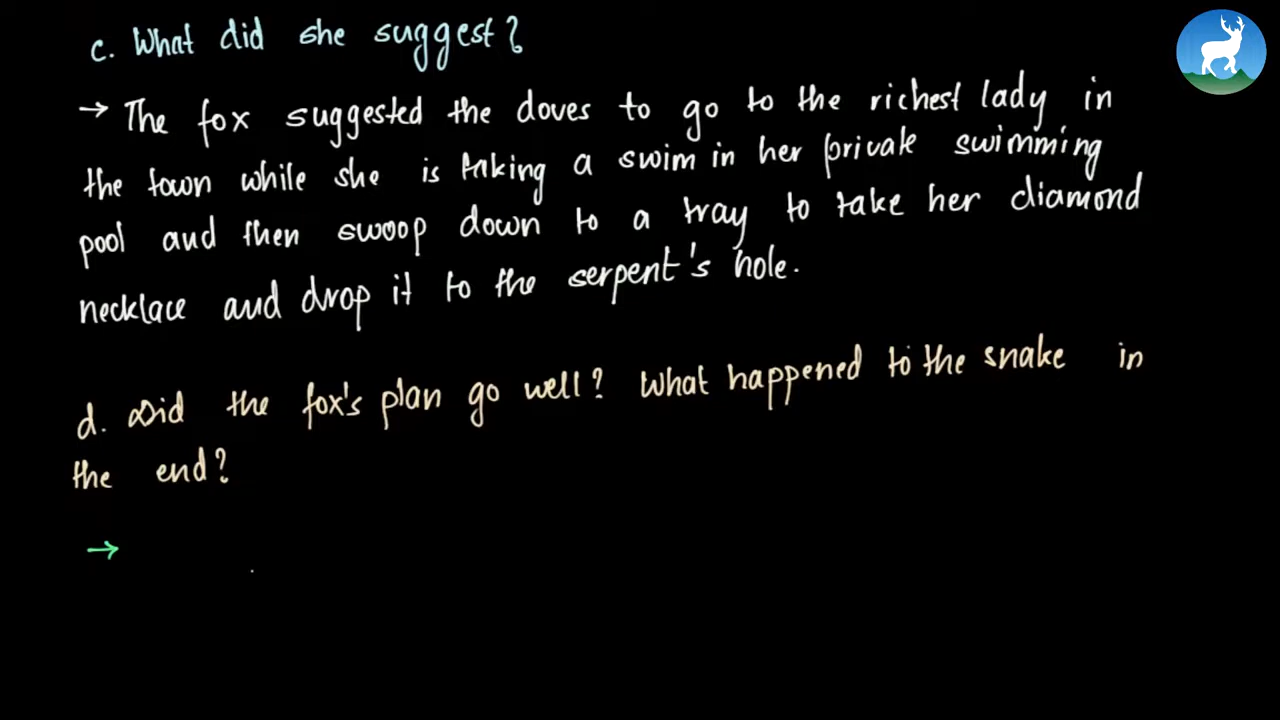 c. What did she suggest?
→ The fox suggested the doves to go to the richest lady in
the town while she is taking a swim in her private swimming
pool and then swoop down to a tray to take her diamond
necklace and drop it to the serpent's hole.
d. Did the fox's plan go well? What happened to the snake in
the end?
→